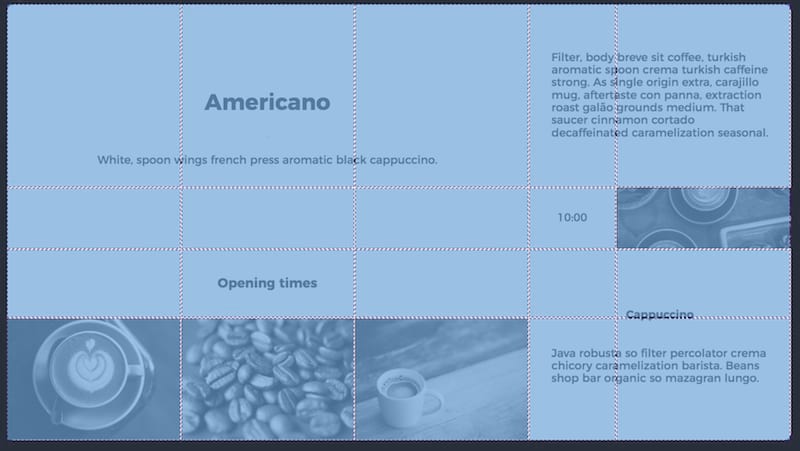 Americano
White, spoon wings french press aromatic black cappuccino.
Filter, body breve sit coffee, turkish
aromatic spoon crema turkish caffeine
strong. As single origin extra, carajillo
mug, aftertaste con panna, extraction
roast galão grounds medium. That
saucer cinnamon cortado
decaffeinated caramelization seasonal.
10:00
Opening times
Cappuccino
Java robusta so filter percolator crema
chicory caramelization barista. Beans
shop bar organic so mazagran lungo.